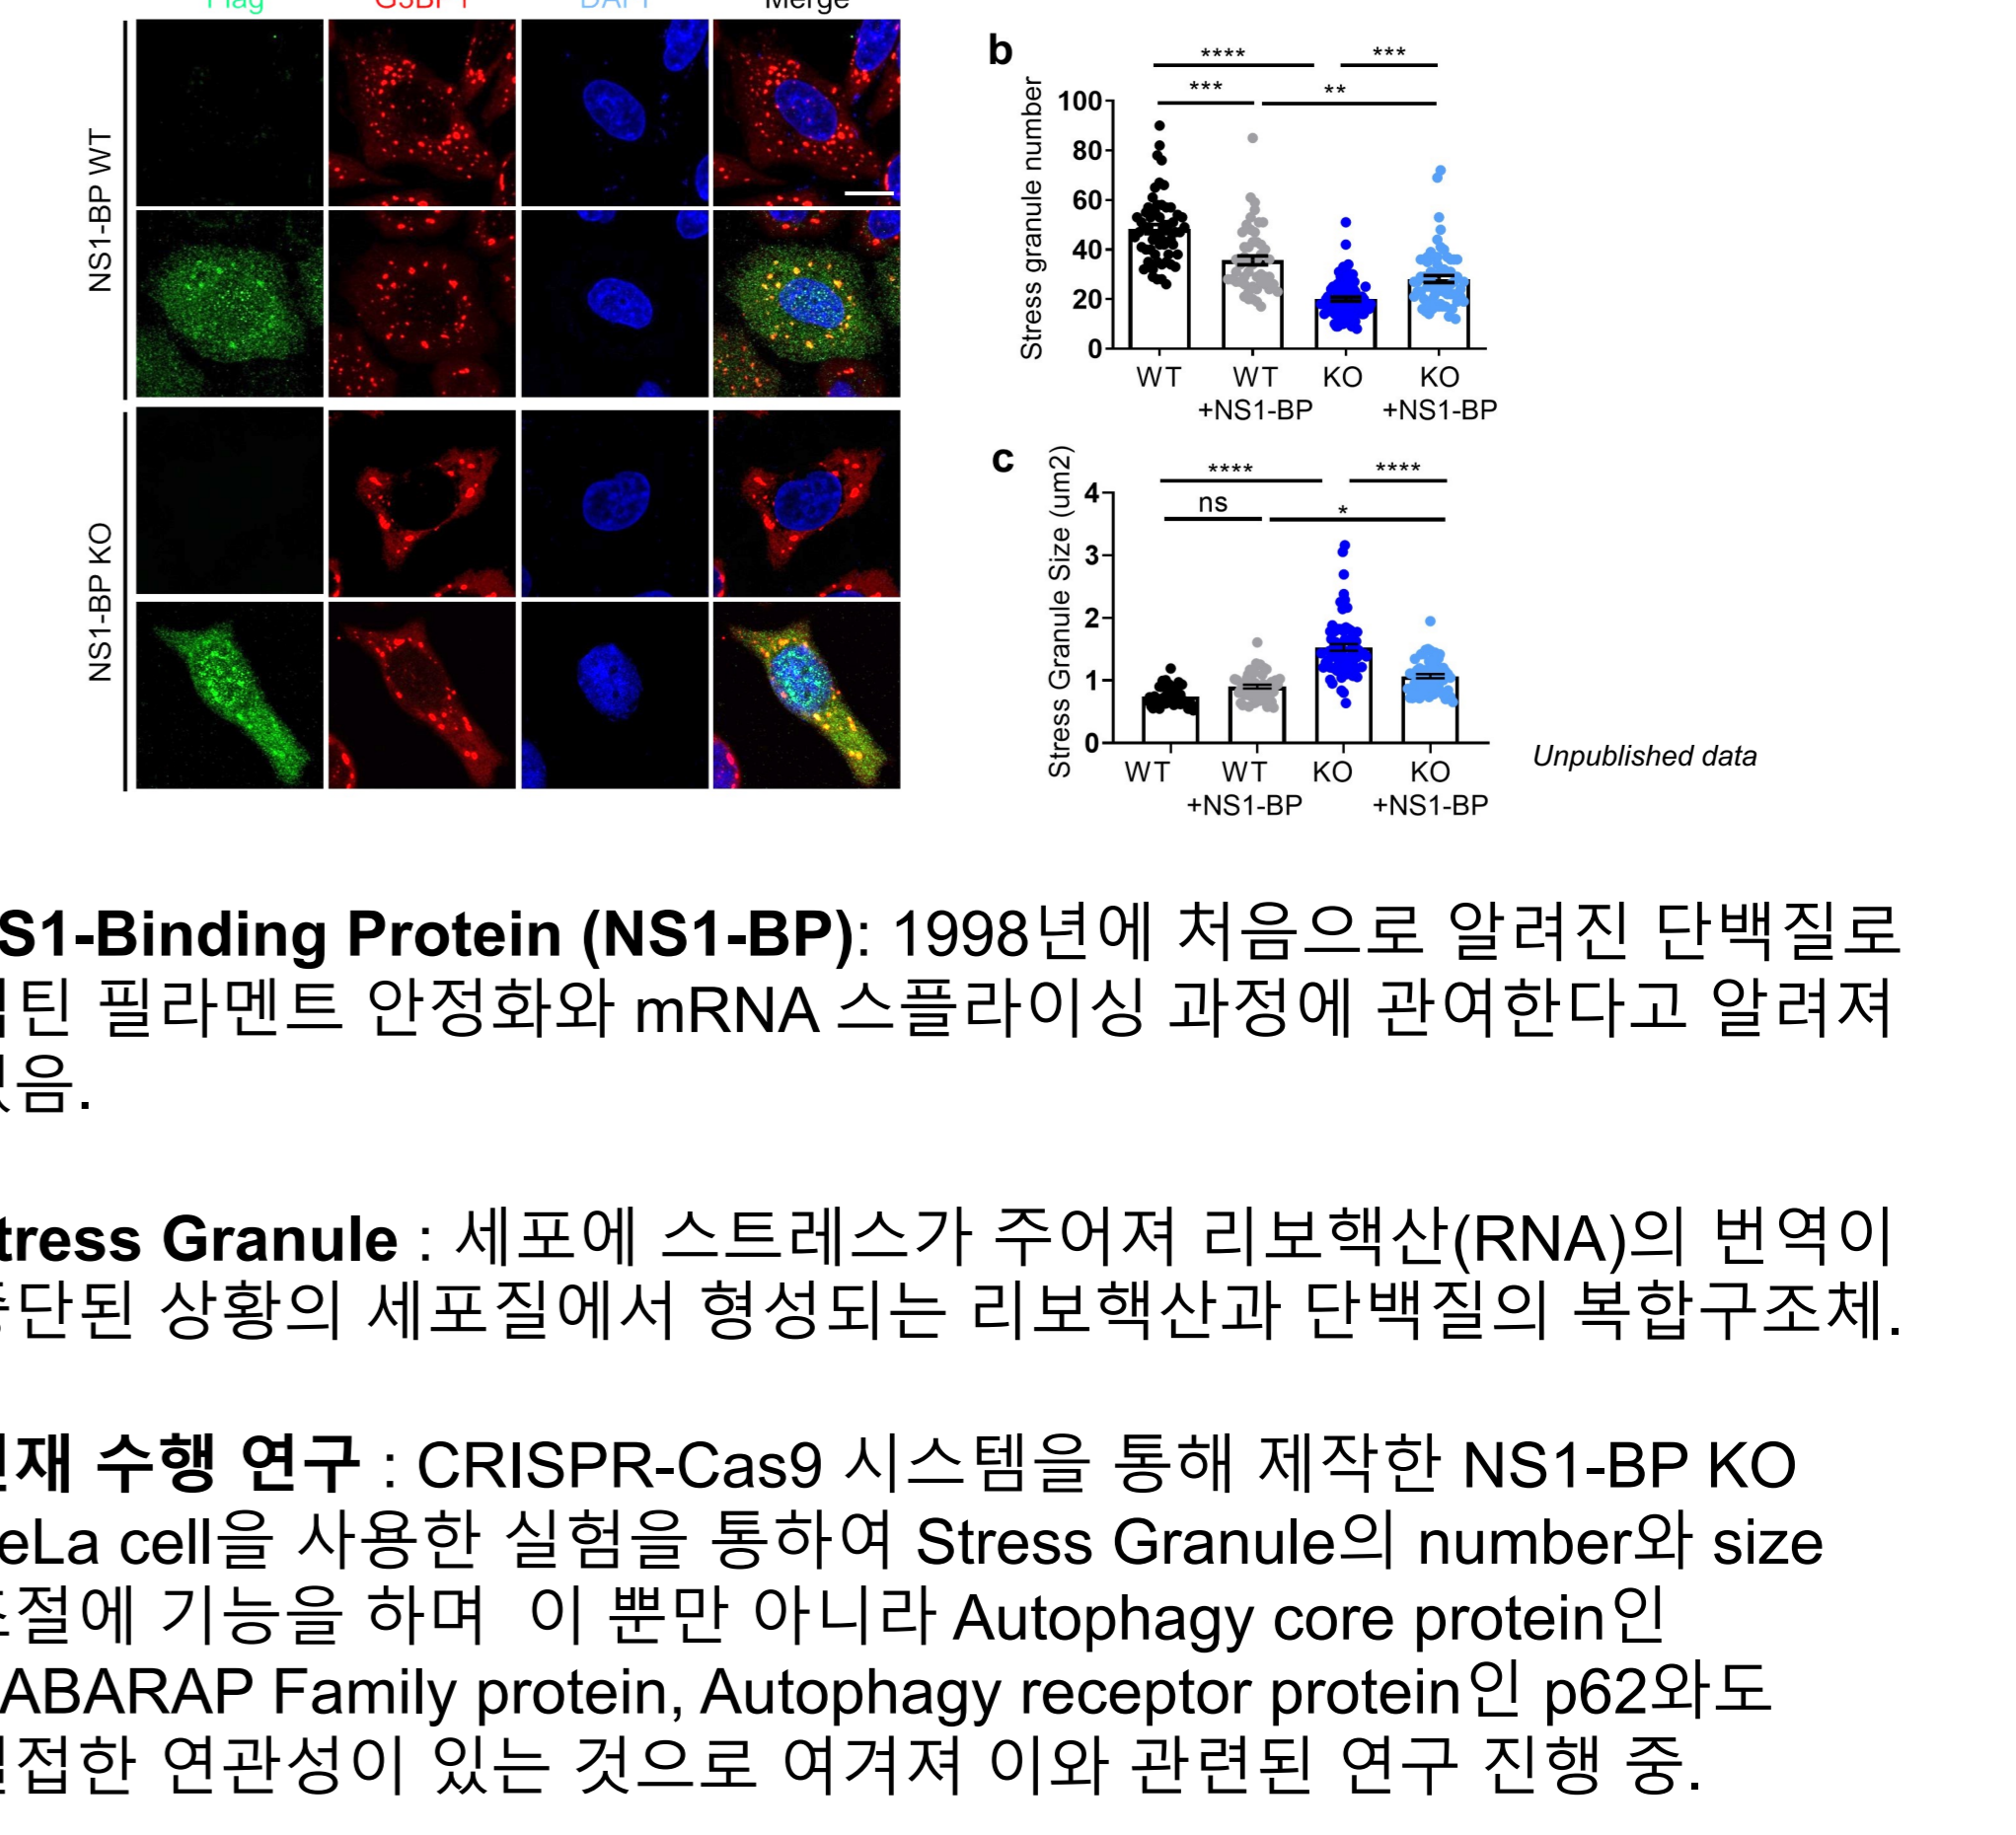 Flag G3BP1 DAPI Merge
NS1-BP WT
NS1-BP KO
b
**** ***
*** **
Stress granule number
100
80
60
40
20
0
WT WT KO KO
+NS1-BP +NS1-BP
c
**** ****
ns *
Stress Granule Size (um2)
4
3
2
1
0
WT WT KO KO
+NS1-BP +NS1-BP
Unpublished data
S1-Binding Protein (NS1-BP): 1998년에 처음으로 알려진 단백질로
틴 필라멘트 안정화와 mRNA 스플라이싱 과정에 관여한다고 알려져
음.
tress Granule : 세포에 스트레스가 주어져 리보핵산(RNA)의 번역이
단된 상황의 세포질에서 형성되는 리보핵산과 단백질의 복합구조체.
재 수행 연구 : CRISPR-Cas9 시스템을 통해 제작한 NS1-BP KO
eLa cell을 사용한 실험을 통하여 Stress Granule의 number와 size
절에 기능을 하며 이 뿐만 아니라 Autophagy core protein인
ABARAP Family protein, Autophagy receptor protein인 p62와도
접한 연관성이 있는 것으로 여겨져 이와 관련된 연구 진행 중.